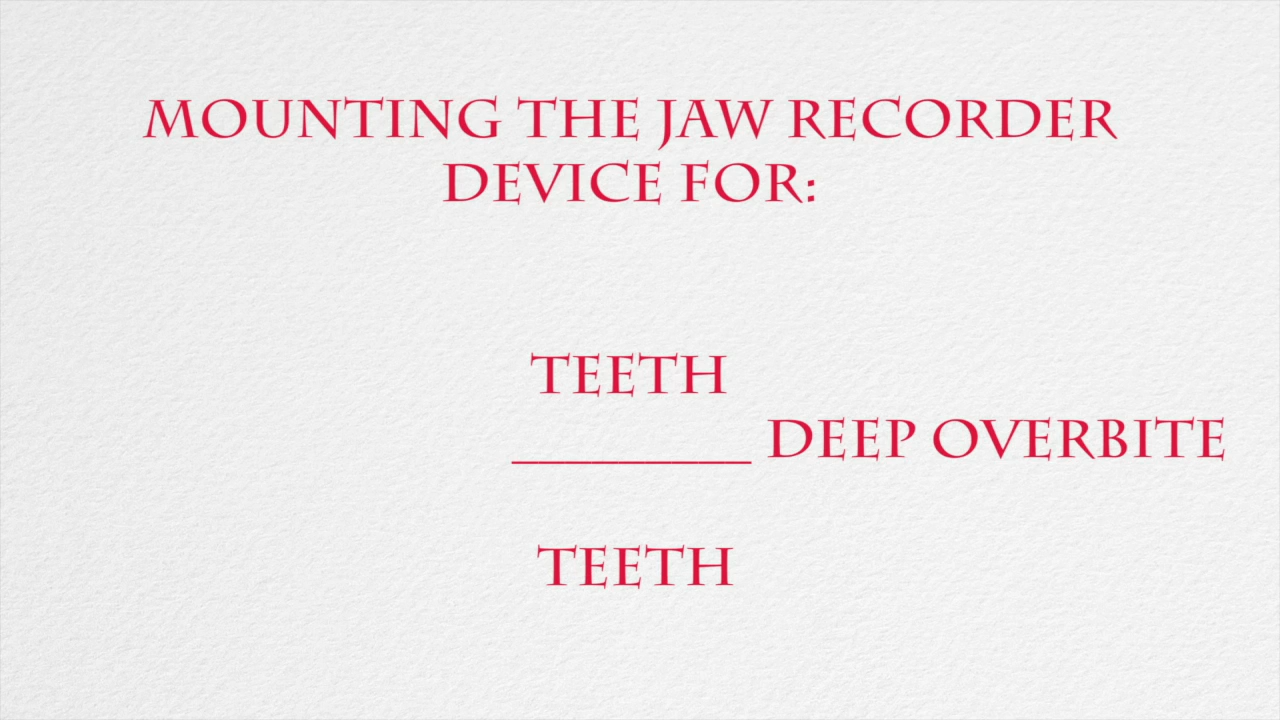 MOUNTING THE JAW RECORDER
DEVICE FOR:
TEETH
_________ DEEP OVERBITE
TEETH